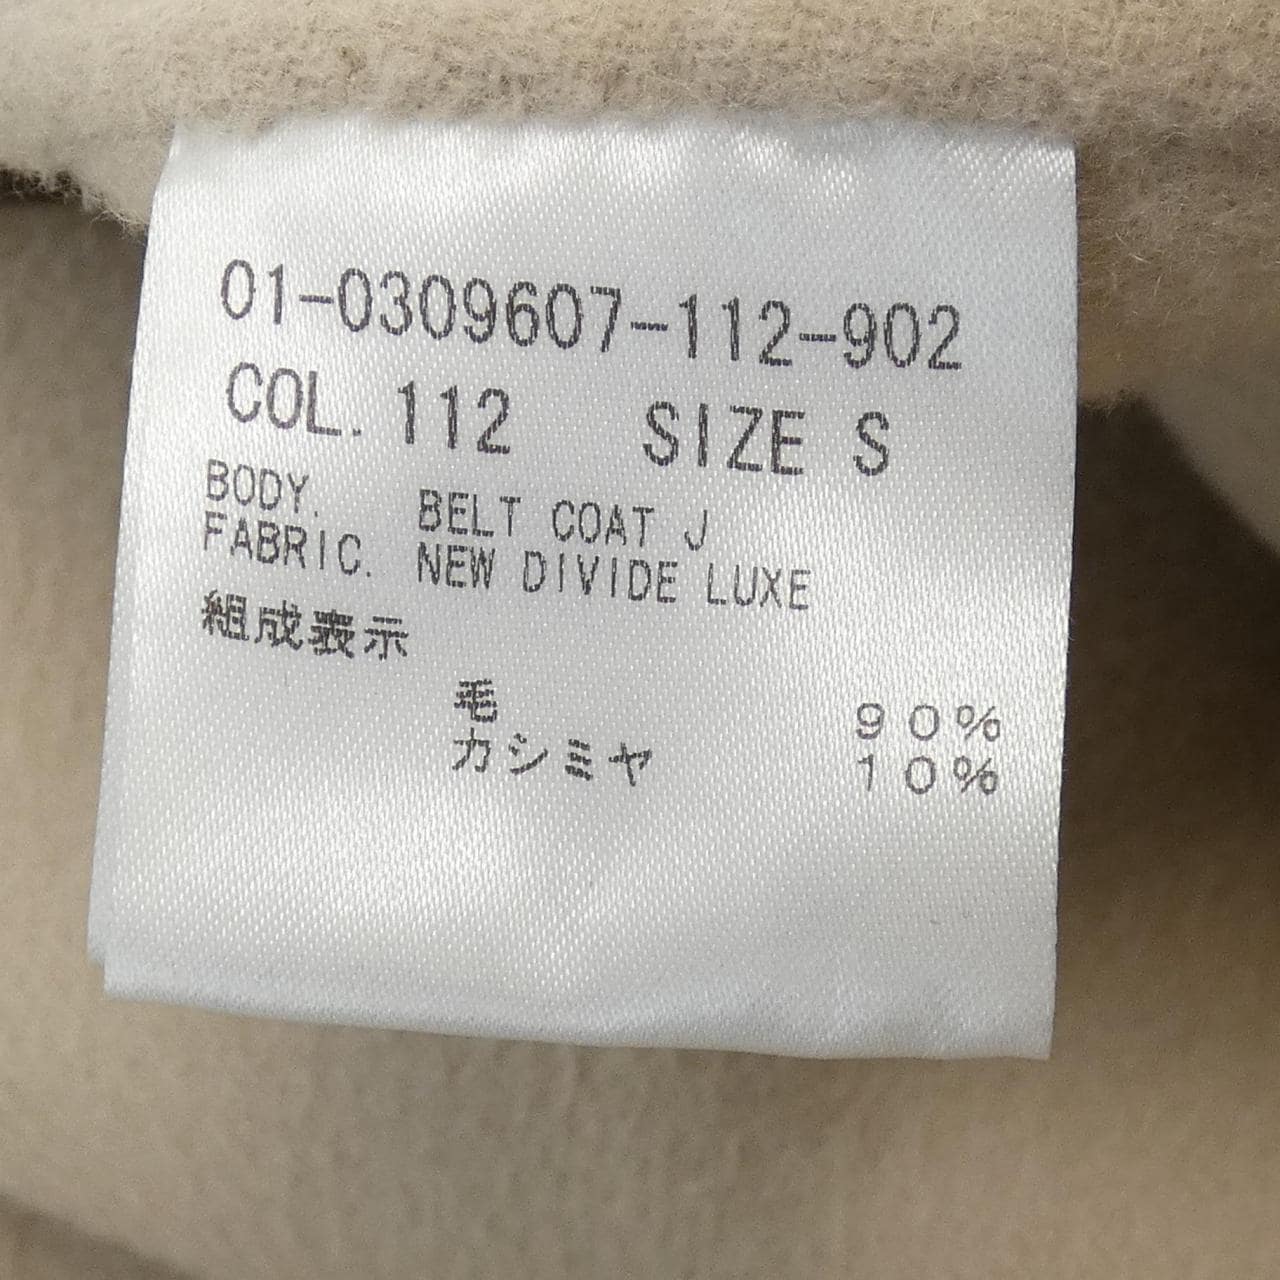 01-0309607-112-902
COL. 112 SIZE S
BODY. BELT COAT J
FABRIC. NEW DIVIDE LUXE
組成表示
毛 90%
カシミヤ 10%